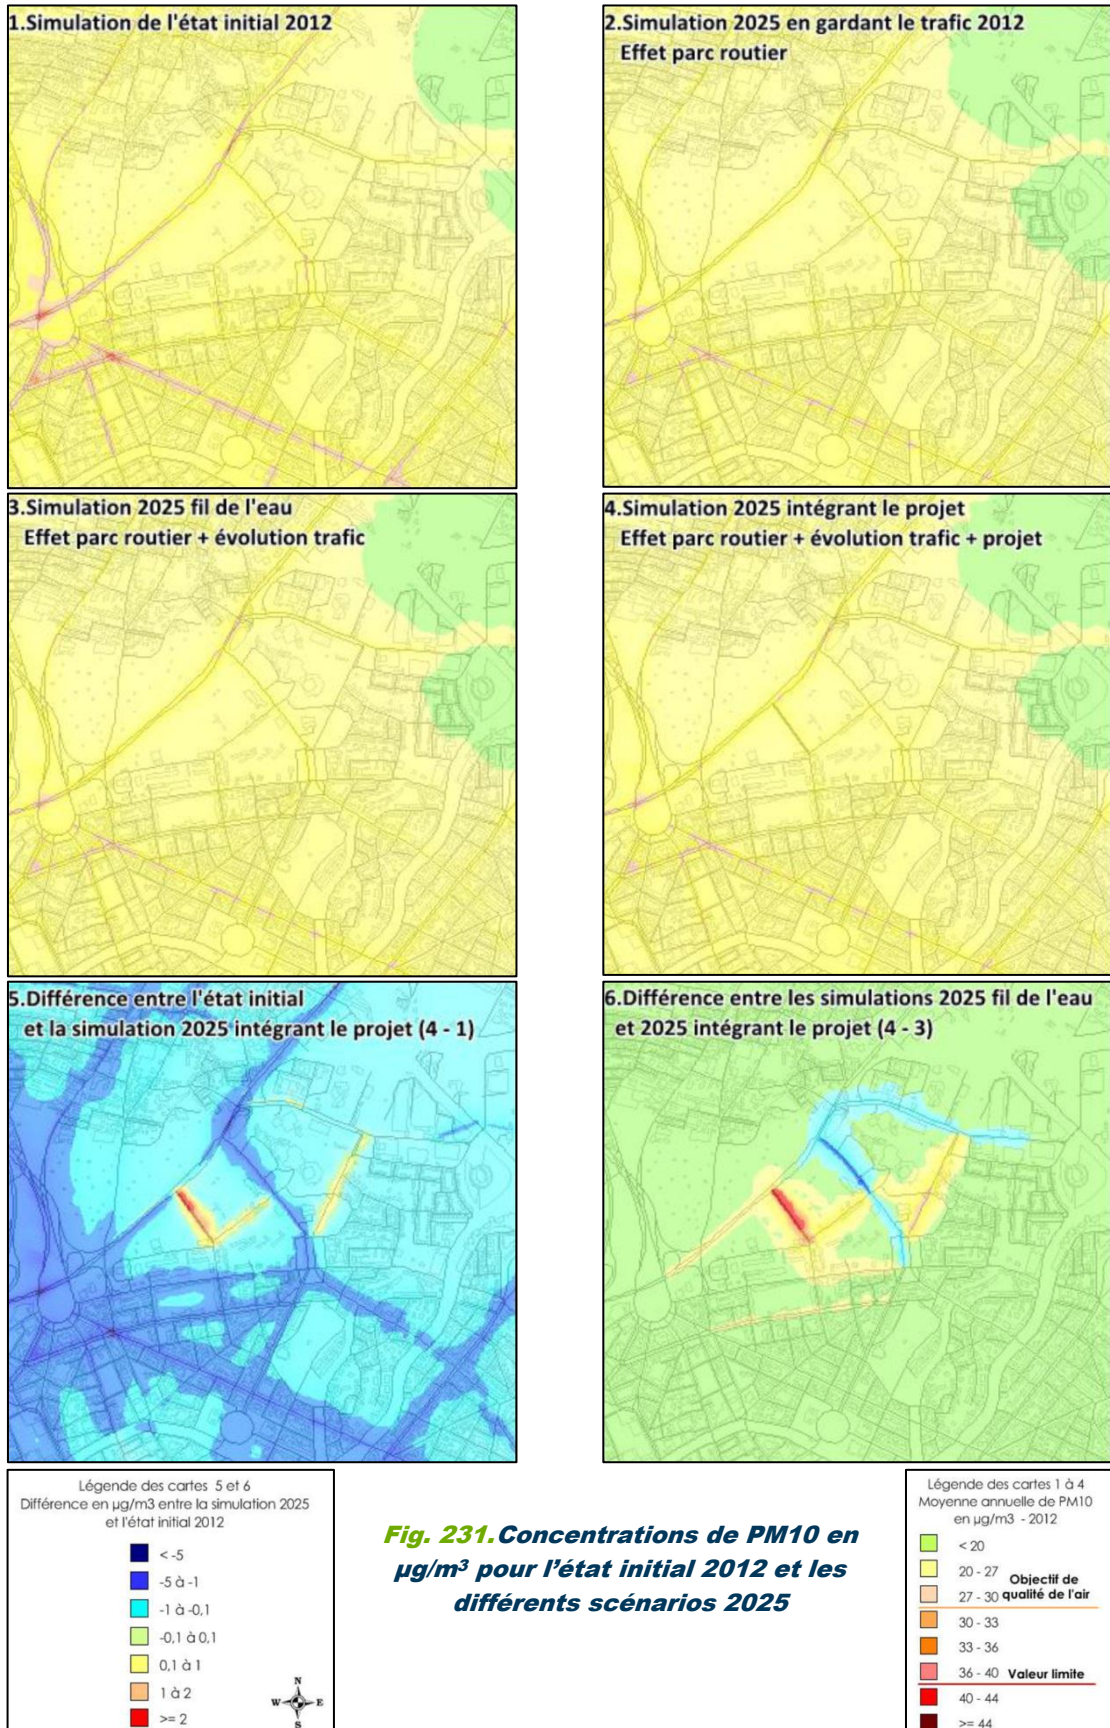 1.Simulation de l'état initial 2012
2.Simulation 2025 en gardant le trafic 2012
Effet parc routier
3.Simulation 2025 fil de l'eau
Effet parc routier + évolution trafic
4.Simulation 2025 intégrant le projet
Effet parc routier + évolution trafic + projet
5.Différence entre l'état initial
et la simulation 2025 intégrant le projet (4 - 1)
6.Différence entre les simulations 2025 fil de l'eau
et 2025 intégrant le projet (4 - 3)
Légende des cartes 5 et 6
Différence en µg/m3 entre la simulation 2025
et l'état initial 2012
< -5
-5 à -1
-1 à -0,1
-0,1 à 0,1
0,1 à 1
1 à 2
>= 2
N
W E
S
Fig. 231. Concentrations de PM10 en
µg/m³ pour l'état initial 2012 et les
différents scénarios 2025
Légende des cartes 1 à 4
Moyenne annuelle de PM10
en µg/m3 - 2012
< 20
20 - 27
Objectif de
27 - 30 qualité de l'air
30 - 33
33 - 36
36 - 40 Valeur limite
40 - 44
>= 44